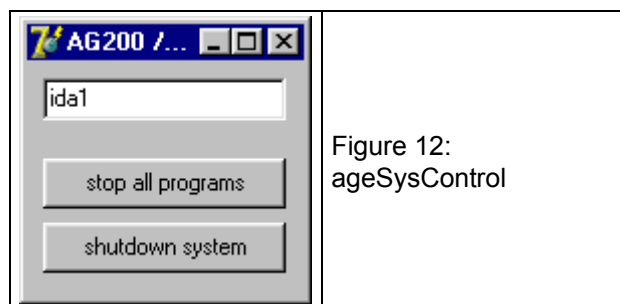 AG200 /...
ida1
stop all programs
shutdown system
Figure 12:
ageSysControl